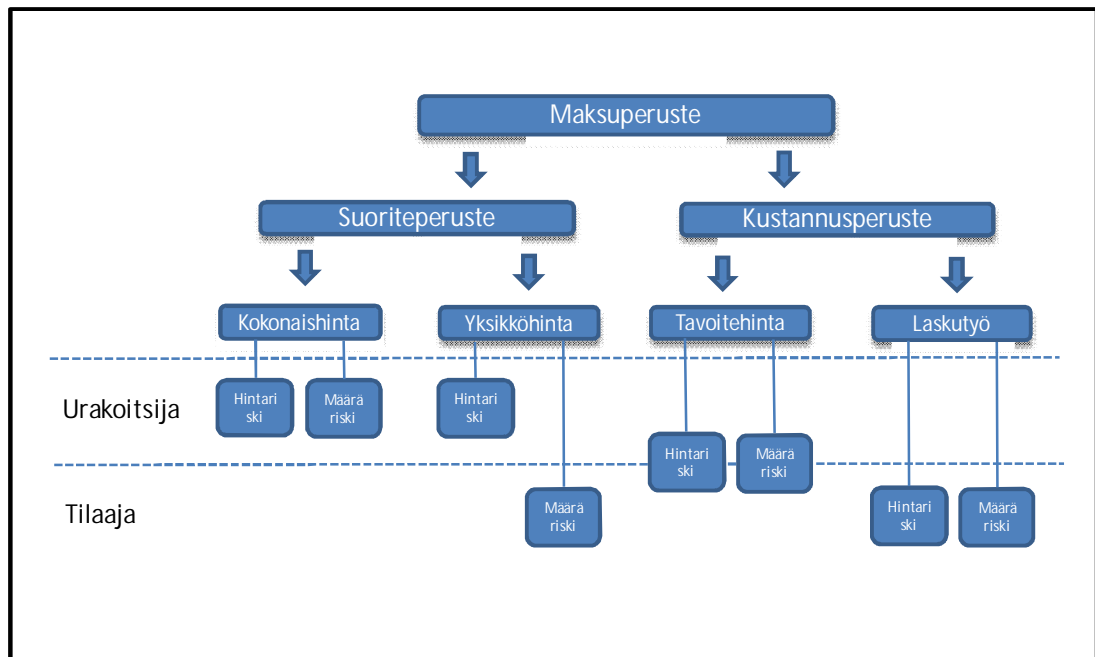 Maksuperuste
Suoriteperuste
Kustannusperuste
Kokonaishinta
Yksikköhinta
Tavoitehinta
Laskutyö
Urakoitsija
Hintari
ski
Määrä
riski
Hintari
ski
Hintari
ski
Määrä
riski
Tilaaja
Määrä
riski
Hintari
ski
Määrä
riski